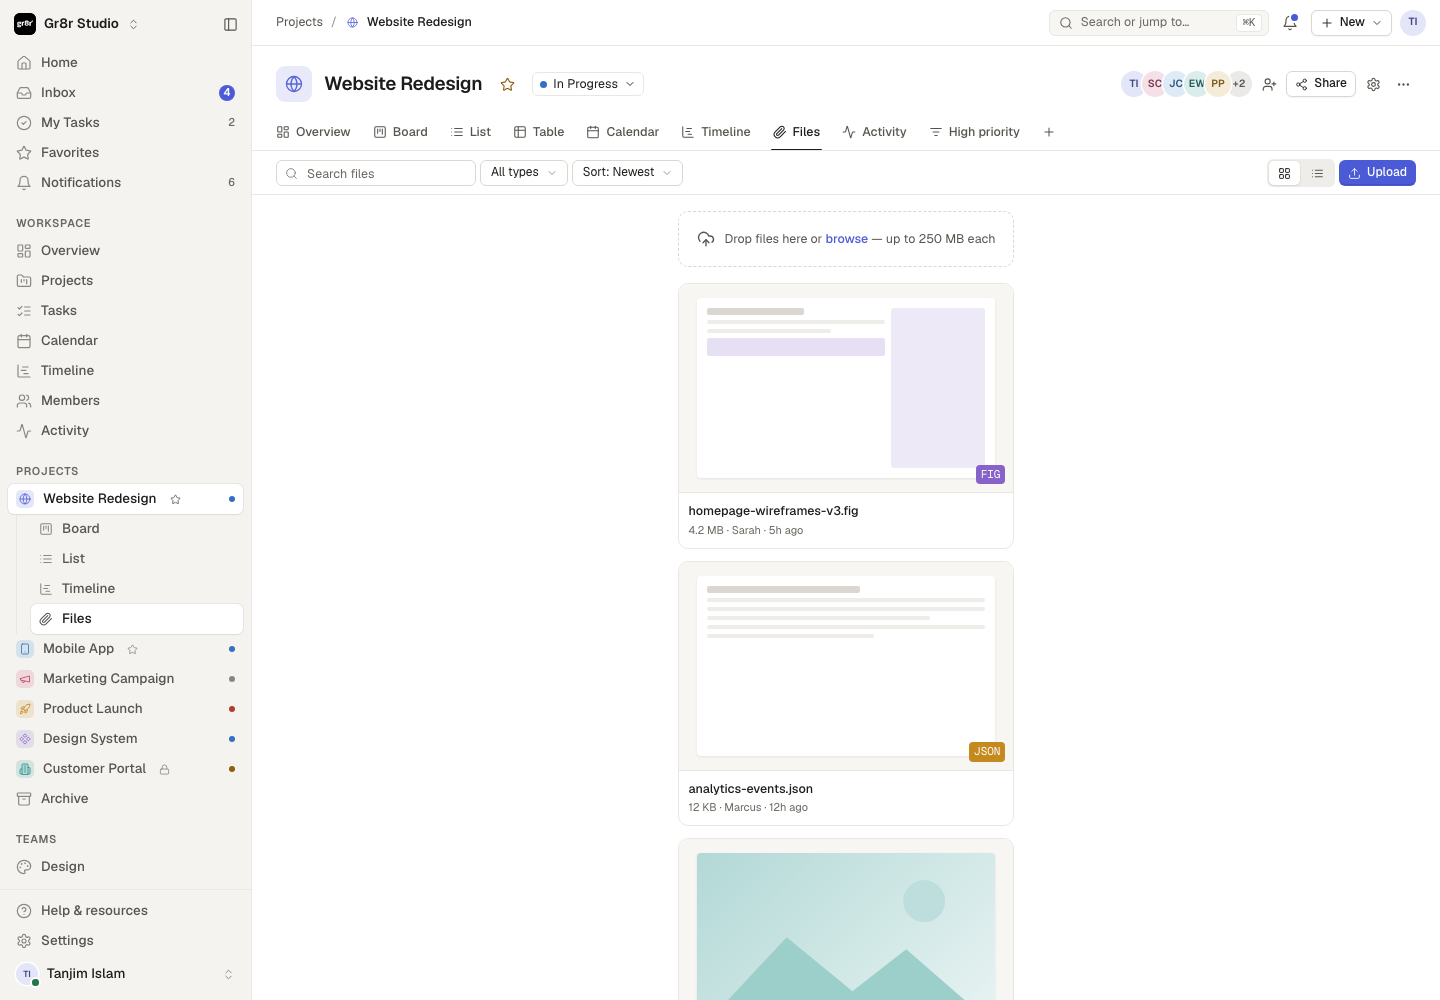 gr8r
Gr8r Studio
Home
Inbox 4
My Tasks 2
Favorites
Notifications 6
WORKSPACE
Overview
Projects
Tasks
Calendar
Timeline
Members
Activity
PROJECTS
Website Redesign
Board
List
Timeline
Files
Mobile App
Marketing Campaign
Product Launch
Design System
Customer Portal
Archive
TEAMS
Design
Help & resources
Settings
TI Tanjim Islam
Projects / Website Redesign
Search or jump to... ⌘K
New
TI
Website Redesign
In Progress
TI SC JC EW PP +2
Share
Overview Board List Table Calendar Timeline Files Activity High priority
Search files All types Sort: Newest
Upload
Drop files here or browse — up to 250 MB each
FIG
homepage-wireframes-v3.fig
4.2 MB · Sarah · 5h ago
JSON
analytics-events.json
12 KB · Marcus · 12h ago